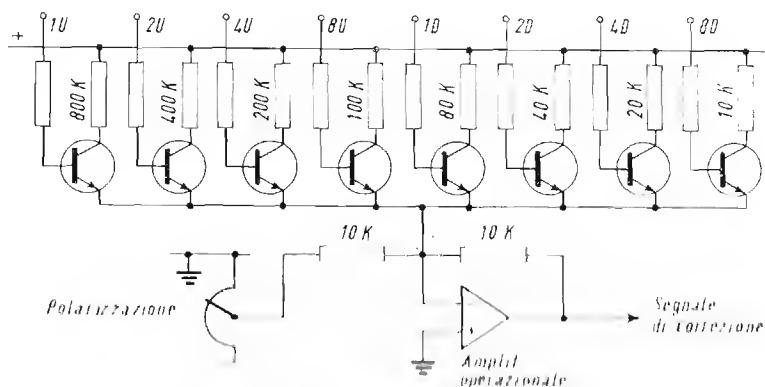 1U 2U 4U 8U 1D 2D 4D 8D
+
800 K 400 K 200 K 100 K 80 K 40 K 20 K 10 K
10 K 10 K
Polarizzazione
Segnale
di correzione
Amplif
operazionale